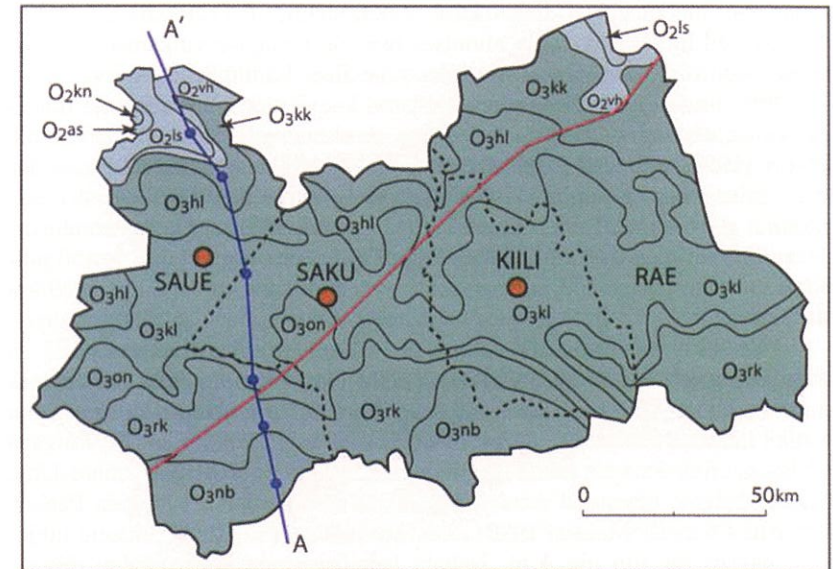 A'
O₂ls
O₂kn
O₂vh
O₃kk
O₂as
O₂ls
O₃kk
O₂vh
O₃hl
O₃hl
O₃hl
SAUE
SAKU
KIILI
RAE
O₃hl
O₃kl
O₃kl
O₃on
O₃kl
O₃on
O₃rk
O₃rk
O₃rk
O₃nb
O₃nb
0
50km
A